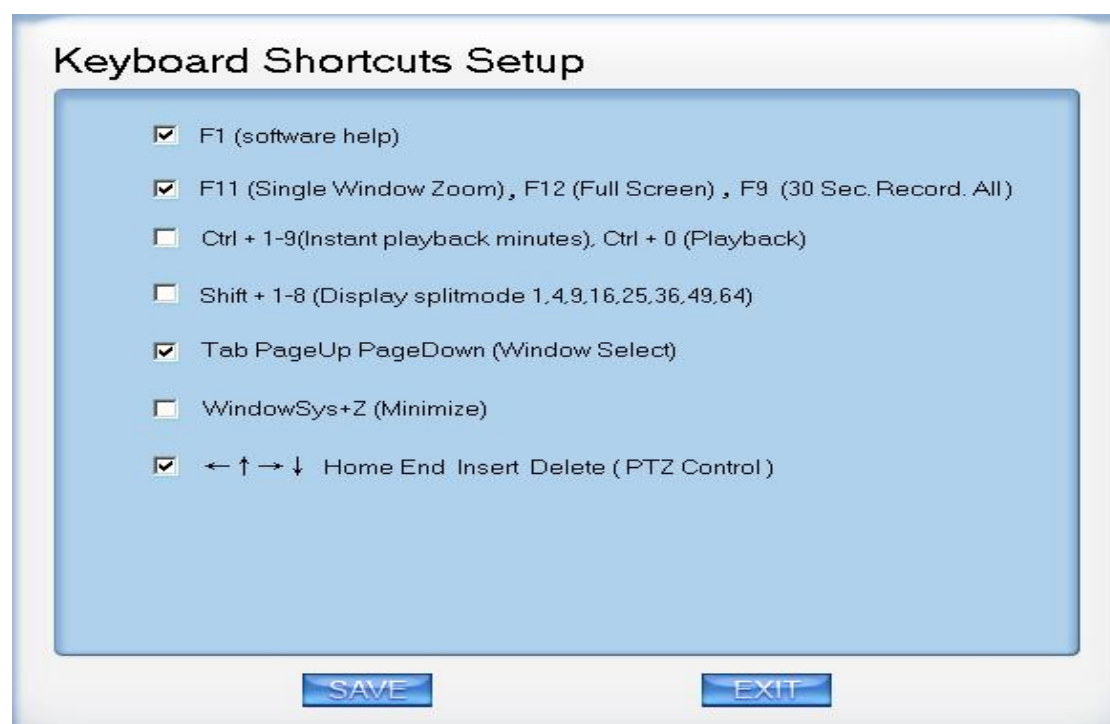 Keyboard Shortcuts Setup
F1 (software help)
F11 (Single Window Zoom), F12 (Full Screen), F9 (30 Sec. Record. All)
Ctrl + 1-9(Instant playback minutes), Ctrl + 0 (Playback)
Shift + 1-8 (Display splitmode 1,4,9,16,25,36,49,64)
Tab PageUp PageDown (Window Select)
WindowSys+Z (Minimize)
←↑→↓ Home End Insert Delete (PTZ Control)
SAVE EXIT